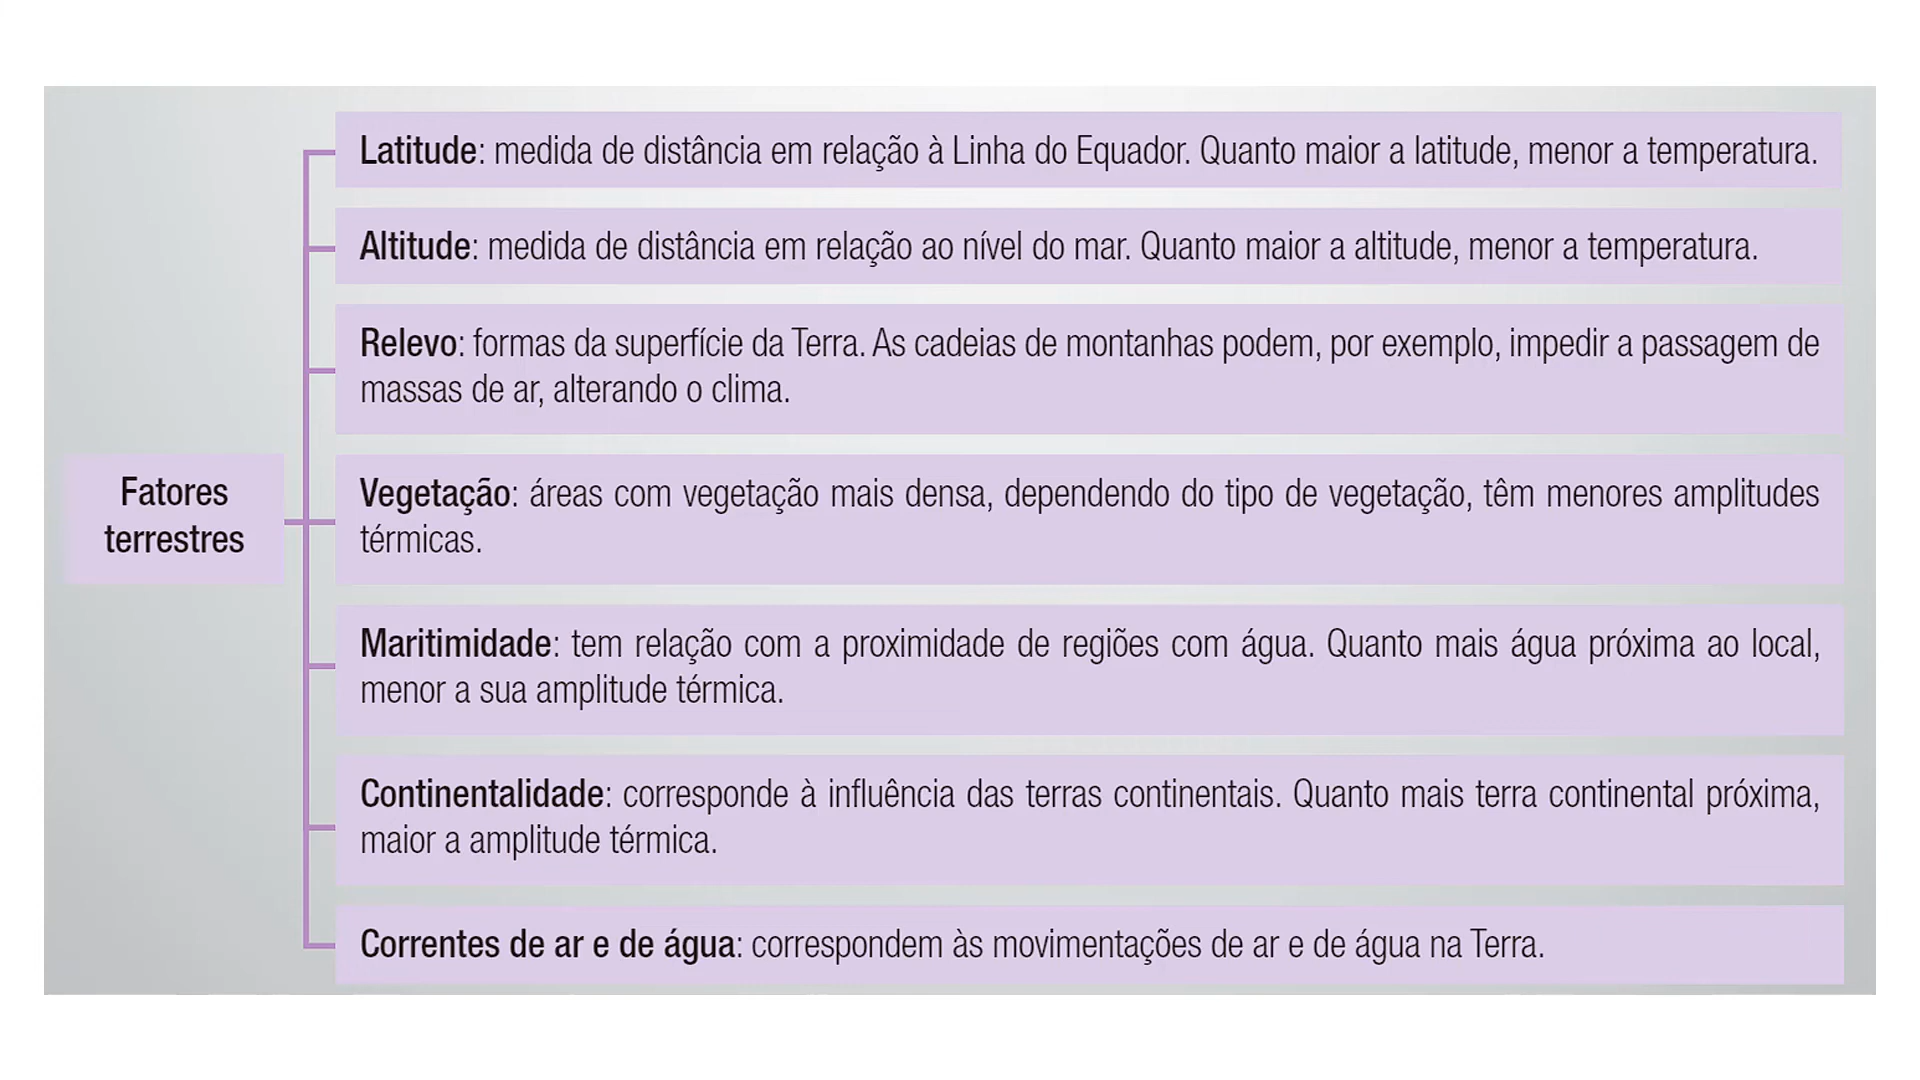 Latitude: medida de distância em relação à Linha do Equador. Quanto maior a latitude, menor a temperatura.
Altitude: medida de distância em relação ao nível do mar. Quanto maior a altitude, menor a temperatura.
Relevo: formas da superfície da Terra. As cadeias de montanhas podem, por exemplo, impedir a passagem de
massas de ar, alterando o clima.
Fatores
terrestres
Vegetação: áreas com vegetação mais densa, dependendo do tipo de vegetação, têm menores amplitudes
térmicas.
Maritimidade: tem relação com a proximidade de regiões com água. Quanto mais água próxima ao local,
menor a sua amplitude térmica.
Continentalidade: corresponde à influência das terras continentais. Quanto mais terra continental próxima,
maior a amplitude térmica.
Correntes de ar e de água: correspondem às movimentações de ar e de água na Terra.